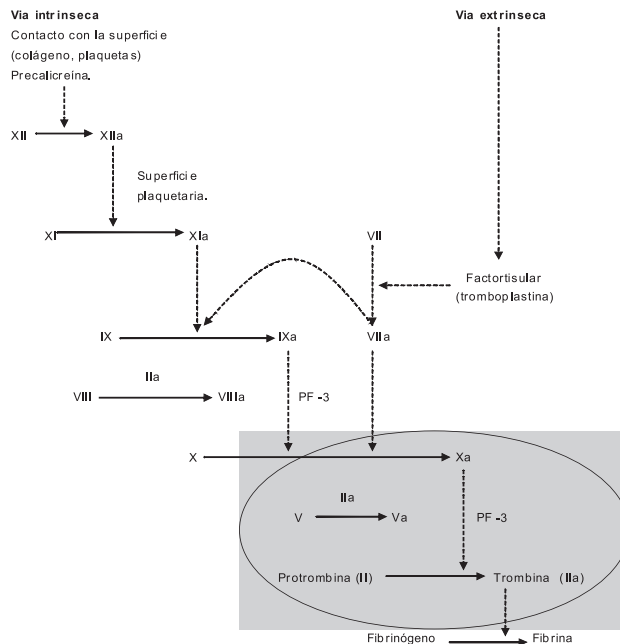 Via intrinseca
Contacto con la superficie
(colágeno, plaquetas)
Precalicreína.
Via extrinseca
XII
XIIa
Superficie
plaquetaria.
XI
XIa
VII
Factortisular
(tromboplastina)
IX
IXa
VIIa
IIa
VIII
VIIIa
PF -3
X
Xa
IIa
V
Va
PF -3
Protrombina (II)
Trombina (IIa)
Fibrinógeno
Fibrina